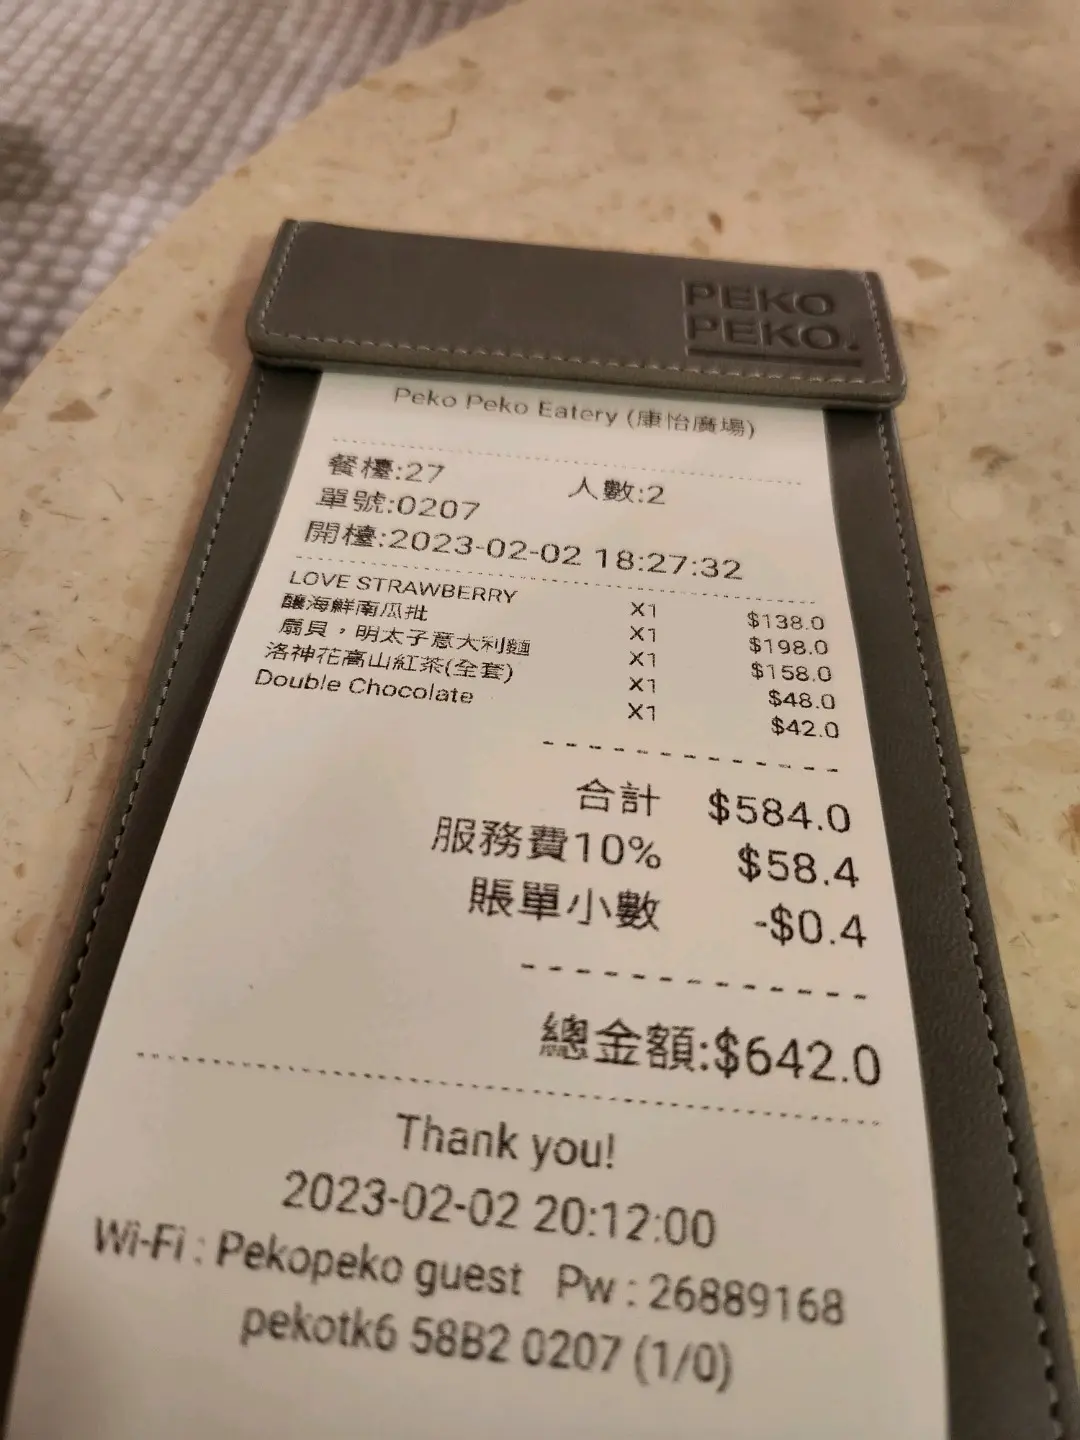 PEKO
PEKO.
Peko Peko Eatery (康怡廣場)
餐檯:27 人數:2
單號:0207
開檯:2023-02-02 18:27:32
LOVE STRAWBERRY X1 $138.0
釀海鮮南瓜批 X1 $198.0
扇貝，明太子意大利麵 X1 $158.0
洛神花高山紅茶(全套) X1 $48.0
Double Chocolate X1 $42.0
合計 $584.0
服務費10% $58.4
賬單小數 -$0.4
總金額:$642.0
Thank you!
2023-02-02 20:12:00
Wi-Fi : Pekopeko guest Pw : 26889168
pekotk6 58B2 0207 (1/0)